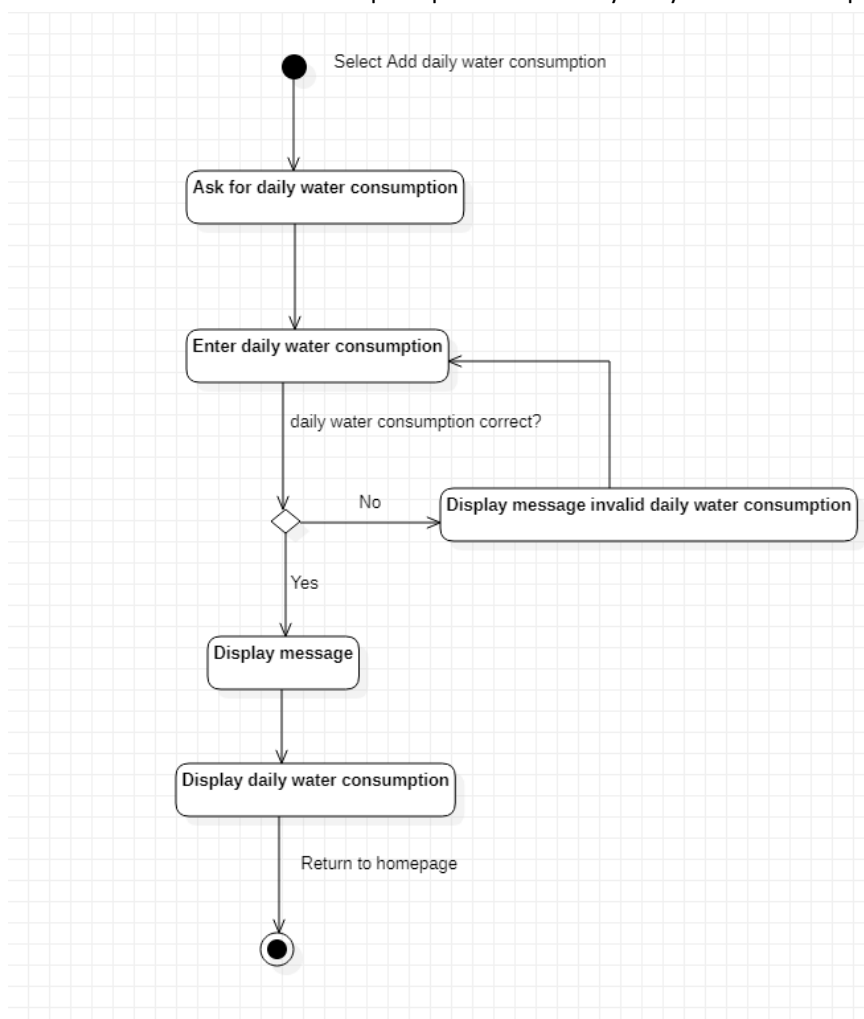 Select Add daily water consumption
Ask for daily water consumption
Enter daily water consumption
daily water consumption correct?
No
Display message invalid daily water consumption
Yes
Display message
Display daily water consumption
Return to homepage